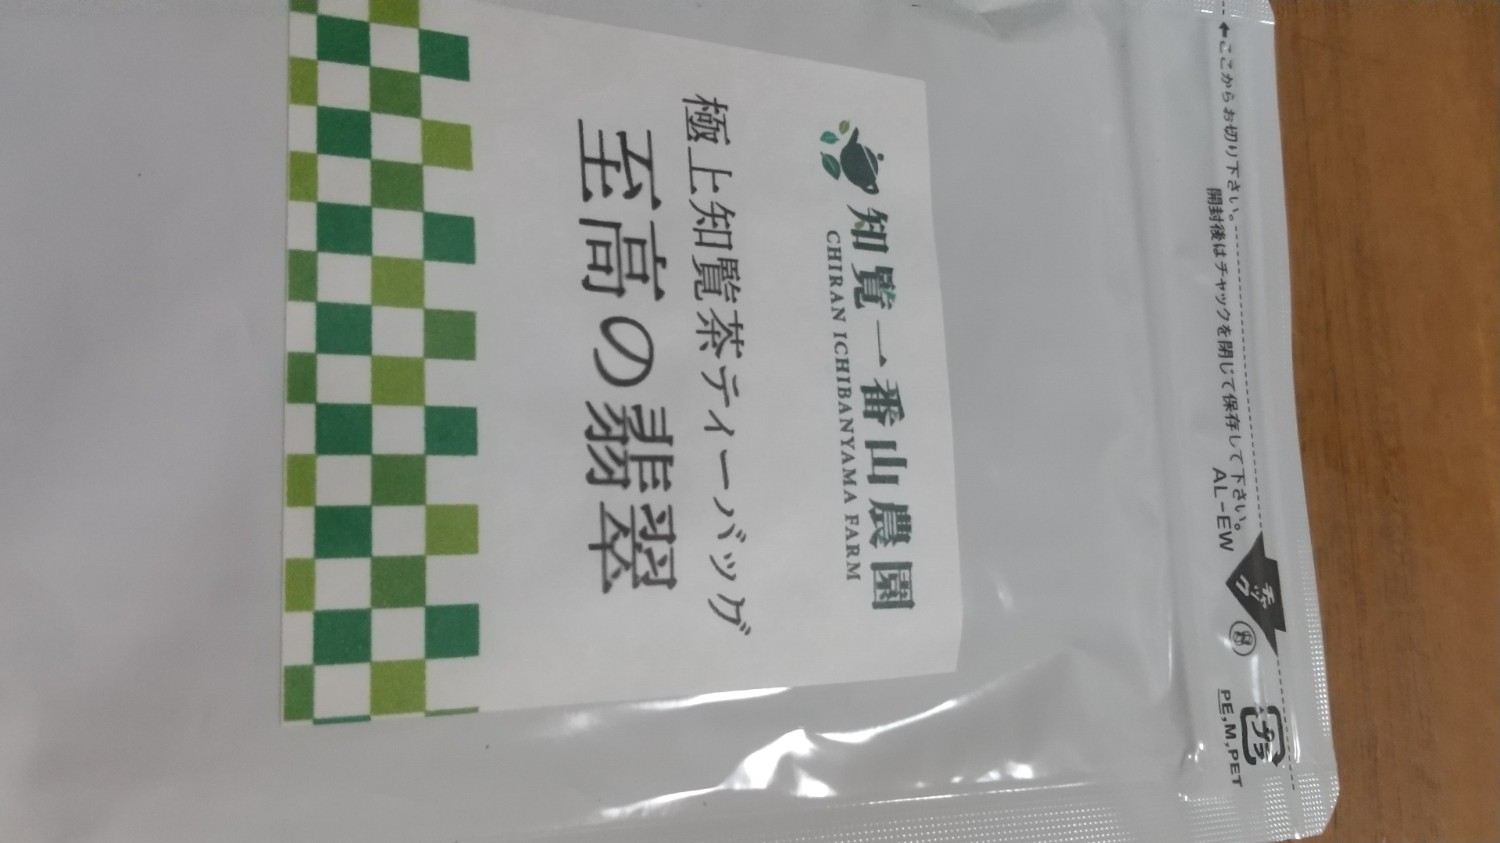 ここからお切り下さい。
開封後はチャックを閉じて保存して下さい。
AL-EW
チャック
プラ
PE,M,PET
知覧一番山農園
CHIRAN ICHIBANYAMA FARM
極上知覧茶ティーバッグ
至高の翡翠